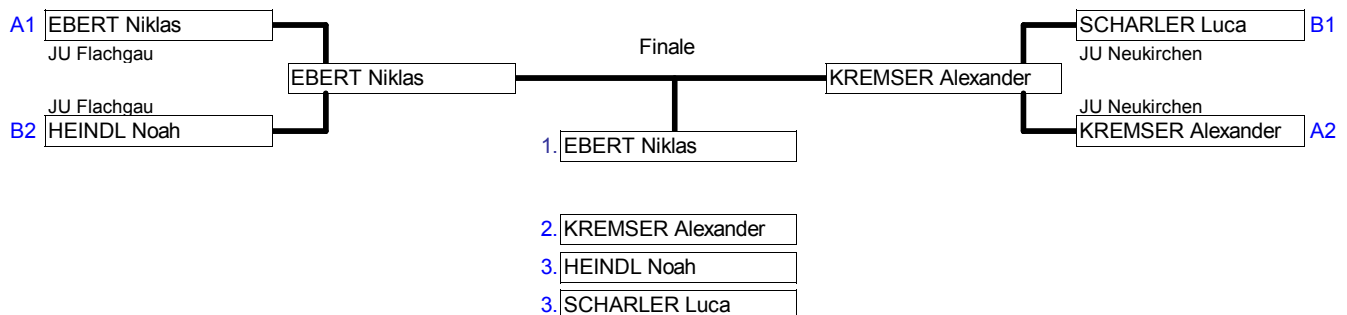 A1 EBERT Niklas
JU Flachgau
SCHARLER Luca B1
JU Neukirchen
Finale
EBERT Niklas
KREMSER Alexander
JU Flachgau
B2 HEINDL Noah
JU Neukirchen
KREMSER Alexander A2
1. EBERT Niklas
2. KREMSER Alexander
3. HEINDL Noah
3. SCHARLER Luca